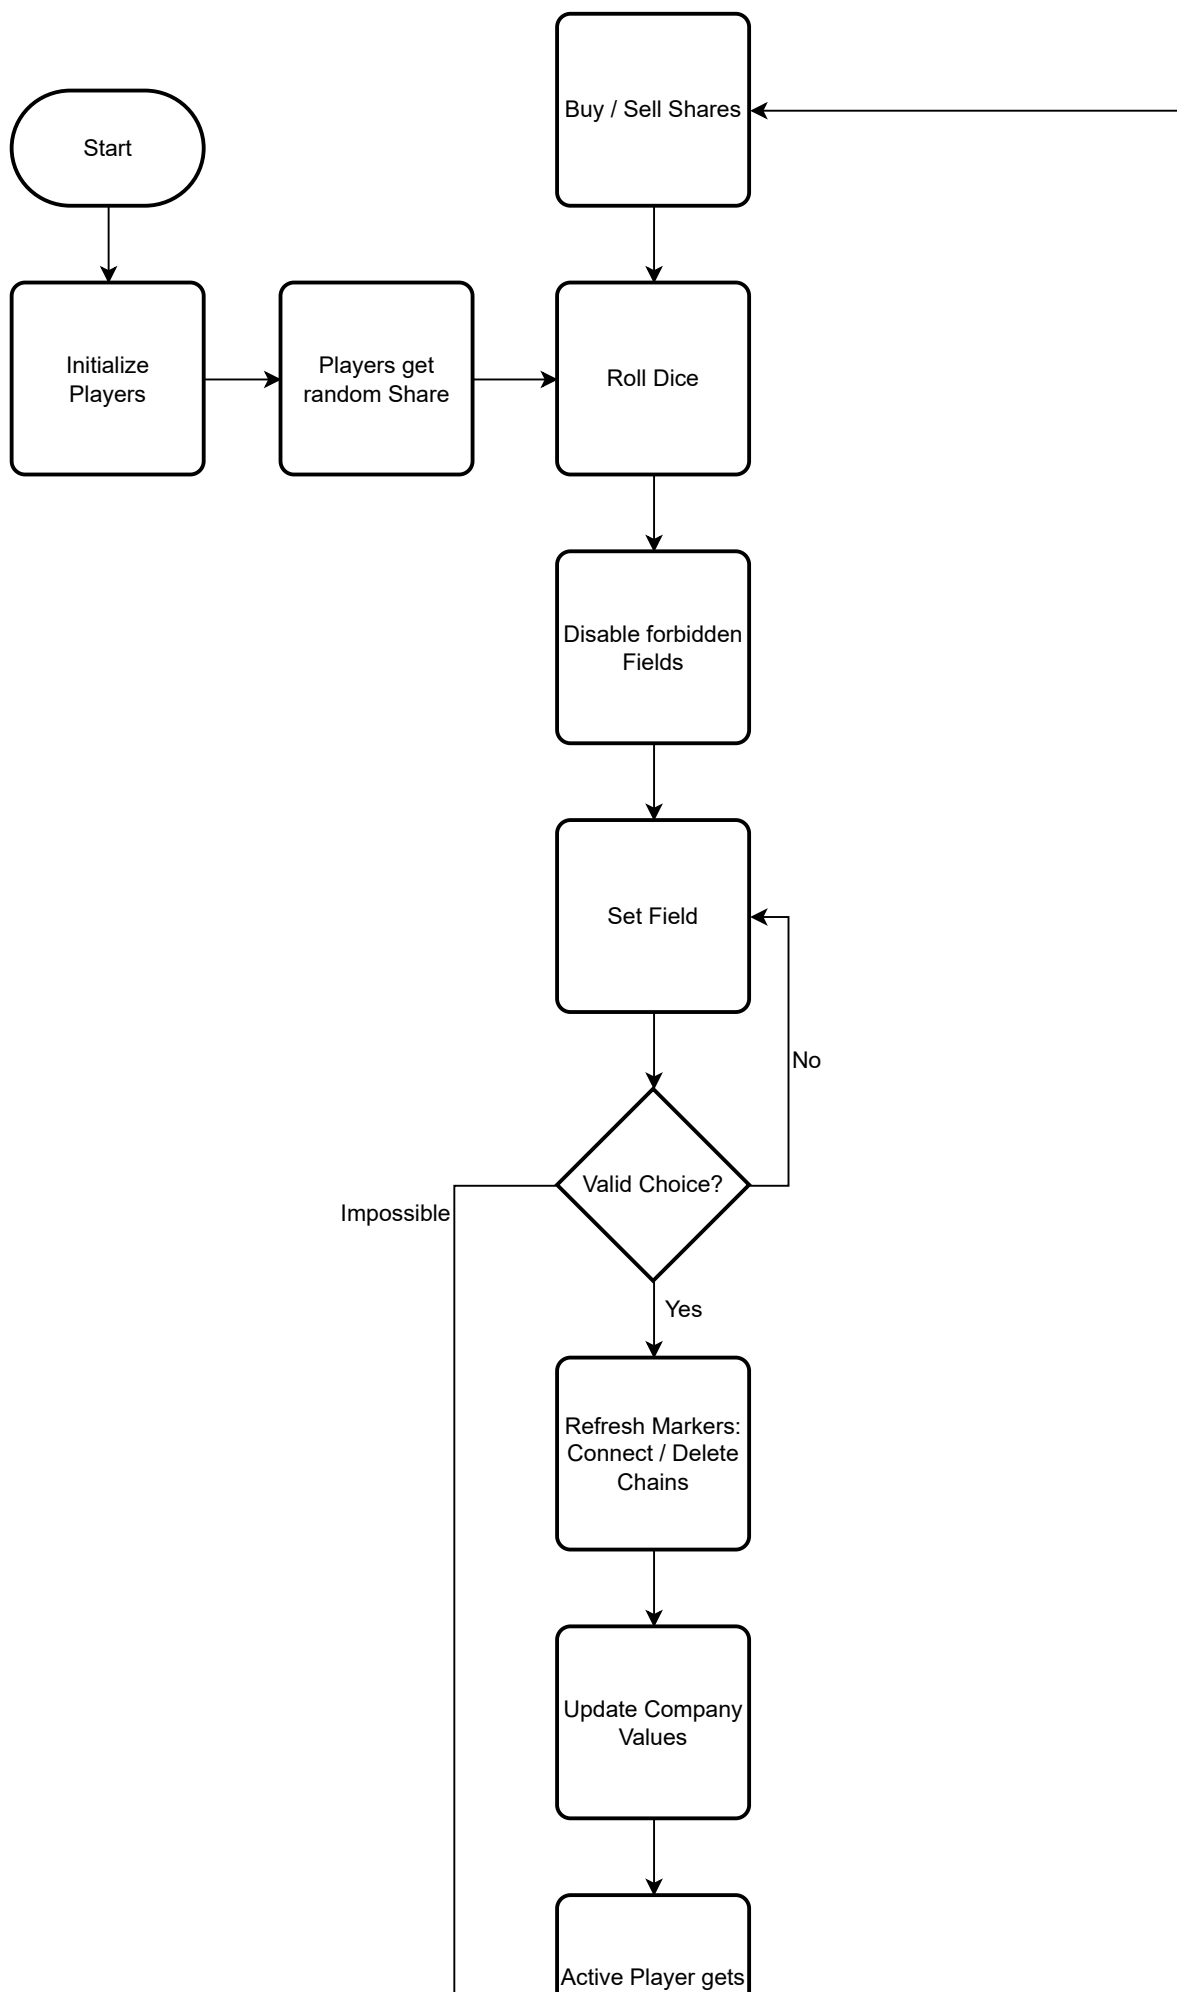 Buy / Sell Shares
Start
Initialize
Players
Players get
random Share
Roll Dice
Disable forbidden
Fields
Set Field
No
Valid Choice?
Impossible
Yes
Refresh Markers:
Connect / Delete
Chains
Update Company
Values
Active Player gets